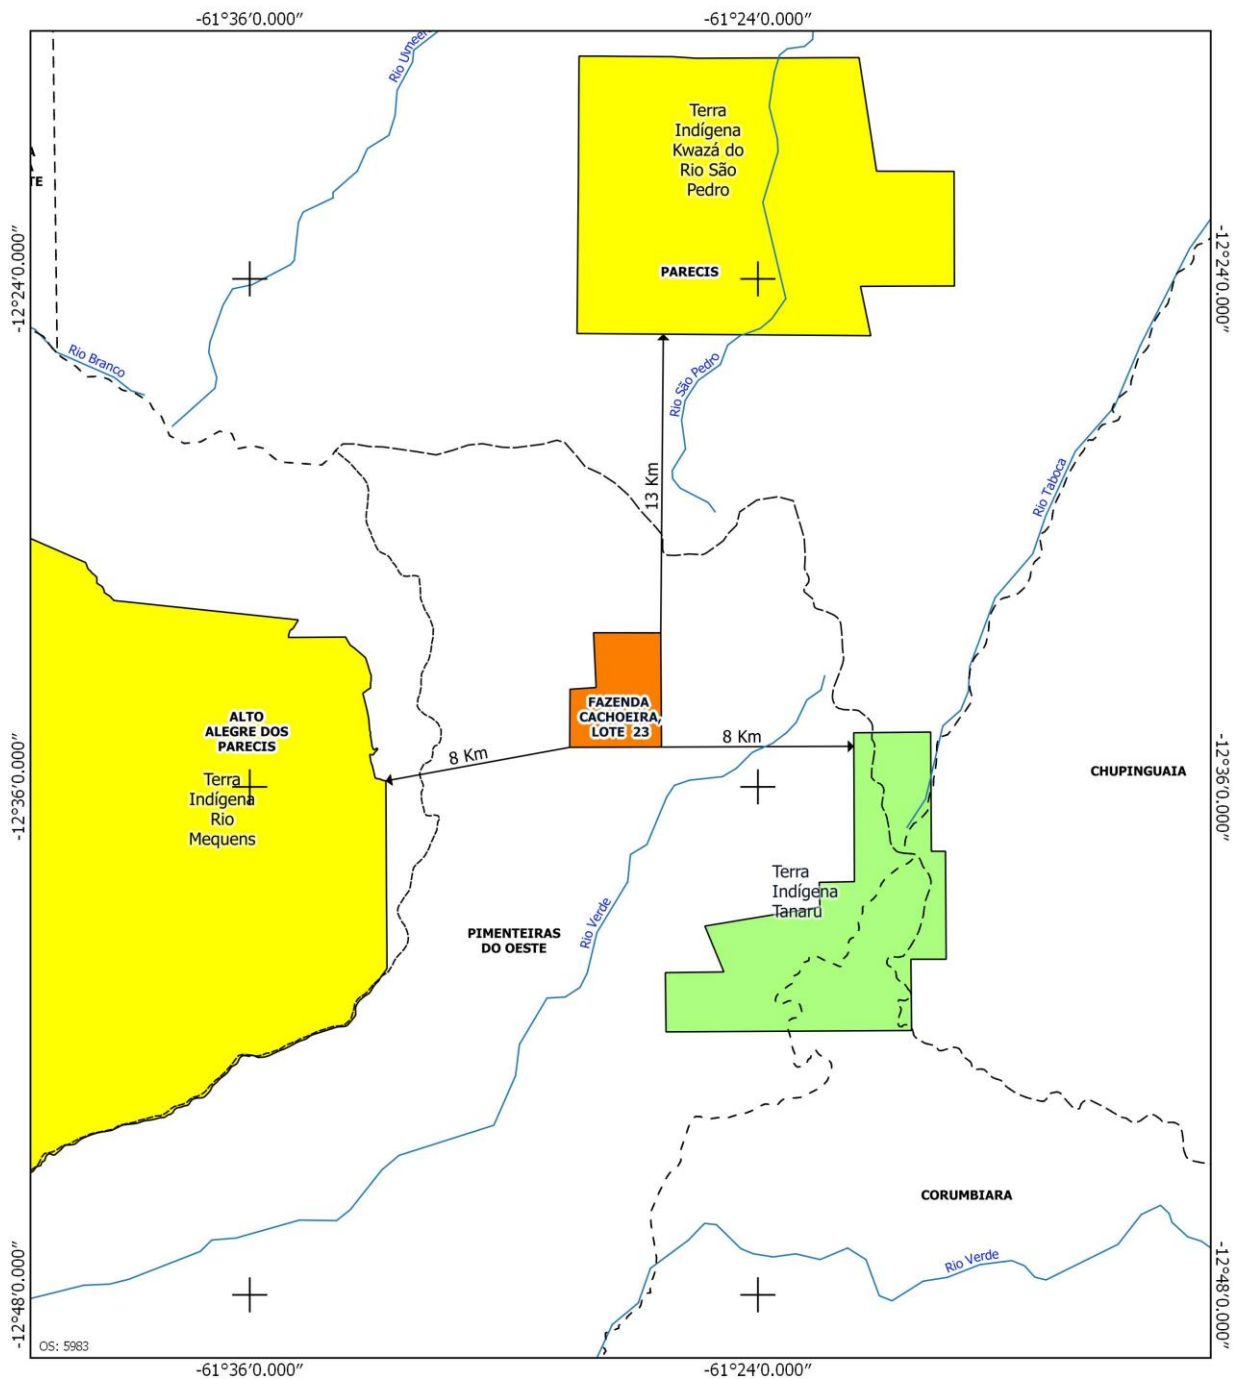 -61°36′0.000″
-61°24′0.000″
Terra
Indígena
Kwazá do
Rio São
Pedro
A
TE
-12°24′0.000″
-12°24′0.000″
PARECIS
Rio Branco
Rio São Pedro
13 Km
Rio Taboca
FAZENDA
CACHOEIRA,
LOTE 23
ALTO
ALEGRE DOS
PARECIS
8 Km
8 Km
-12°36′0.000″
-12°36′0.000″
CHUPINGUAIA
Terra
Indígena
Rio
Mequens
Terra
Indígena
Tanaru
Rio Verde
PIMENTEIRAS
DO OESTE
CORUMBIARA
Rio Verde
-12°48′0.000″
-12°48′0.000″
OS: 5983
-61°36′0.000″
-61°24′0.000″